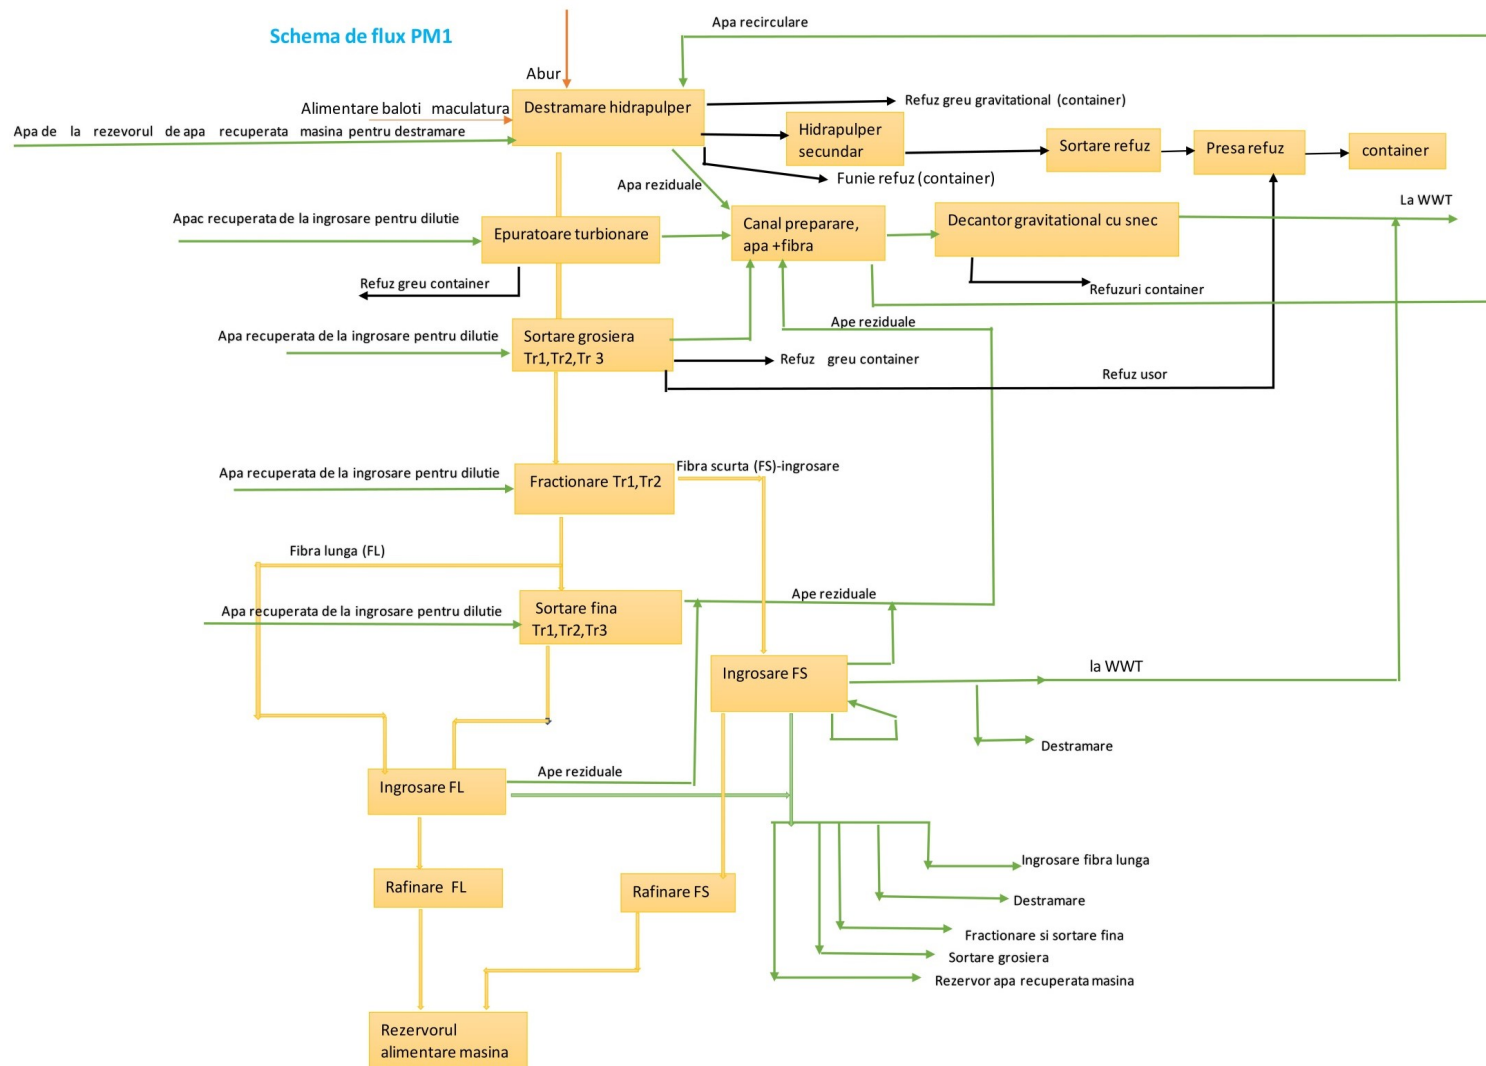 Apa recirculare
Schema de flux PM1
Abur
Alimentare baloti maculatura
Destramare hidrapulper
Refuz greu gravitational (container)
Apa de la rezevorul de apa recuperata masina pentru destramare
Hidrapulper
secundar
Sortare refuz
Presa refuz
container
Funie refuz (container)
Apa reziduale
La WWT
Apac recuperata de la ingrosare pentru dilutie
Epuratoare turbionare
Canal preparare,
apa +fibra
Decantor gravitational cu snec
Refuz greu container
Refuzuri container
Apa recuperata de la ingrosare pentru dilutie
Sortare grosiera
Tr1,Tr2,Tr 3
Ape reziduale
Refuz greu container
Refuz usor
Apa recuperata de la ingrosare pentru dilutie
Fractionare Tr1,Tr2
Fibra scurta (FS)-ingrosare
Fibra lunga (FL)
Apa recuperata de la ingrosare pentru dilutie
Sortare fina
Tr1,Tr2,Tr3
Ape reziduale
Ingrosare FS
la WWT
Destramare
Ingrosare FL
Ape reziduale
Ingrosare fibra lunga
Rafinare FL
Rafinare FS
Destramare
Fractionare si sortare fina
Sortare grosiera
Rezervor apa recuperata masina
Rezervorul
alimentare masina